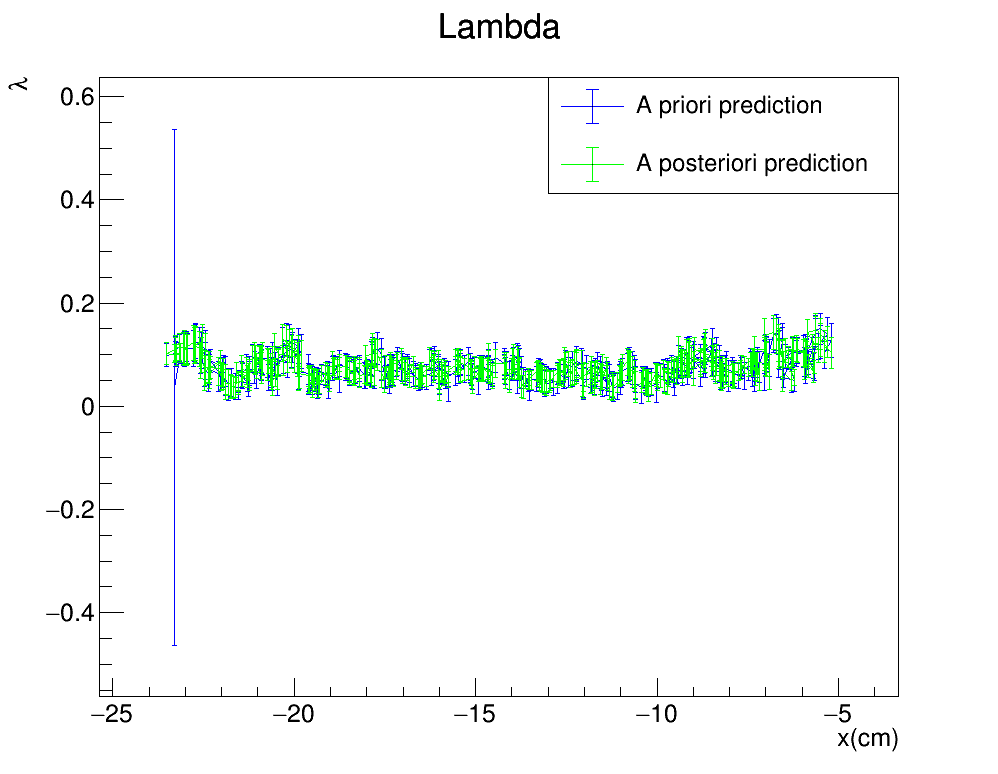 Lambda
λ
A priori prediction
A posteriori prediction
0.6
0.4
0.2
0
−0.2
−0.4
−25 −20 −15 −10 −5
x(cm)